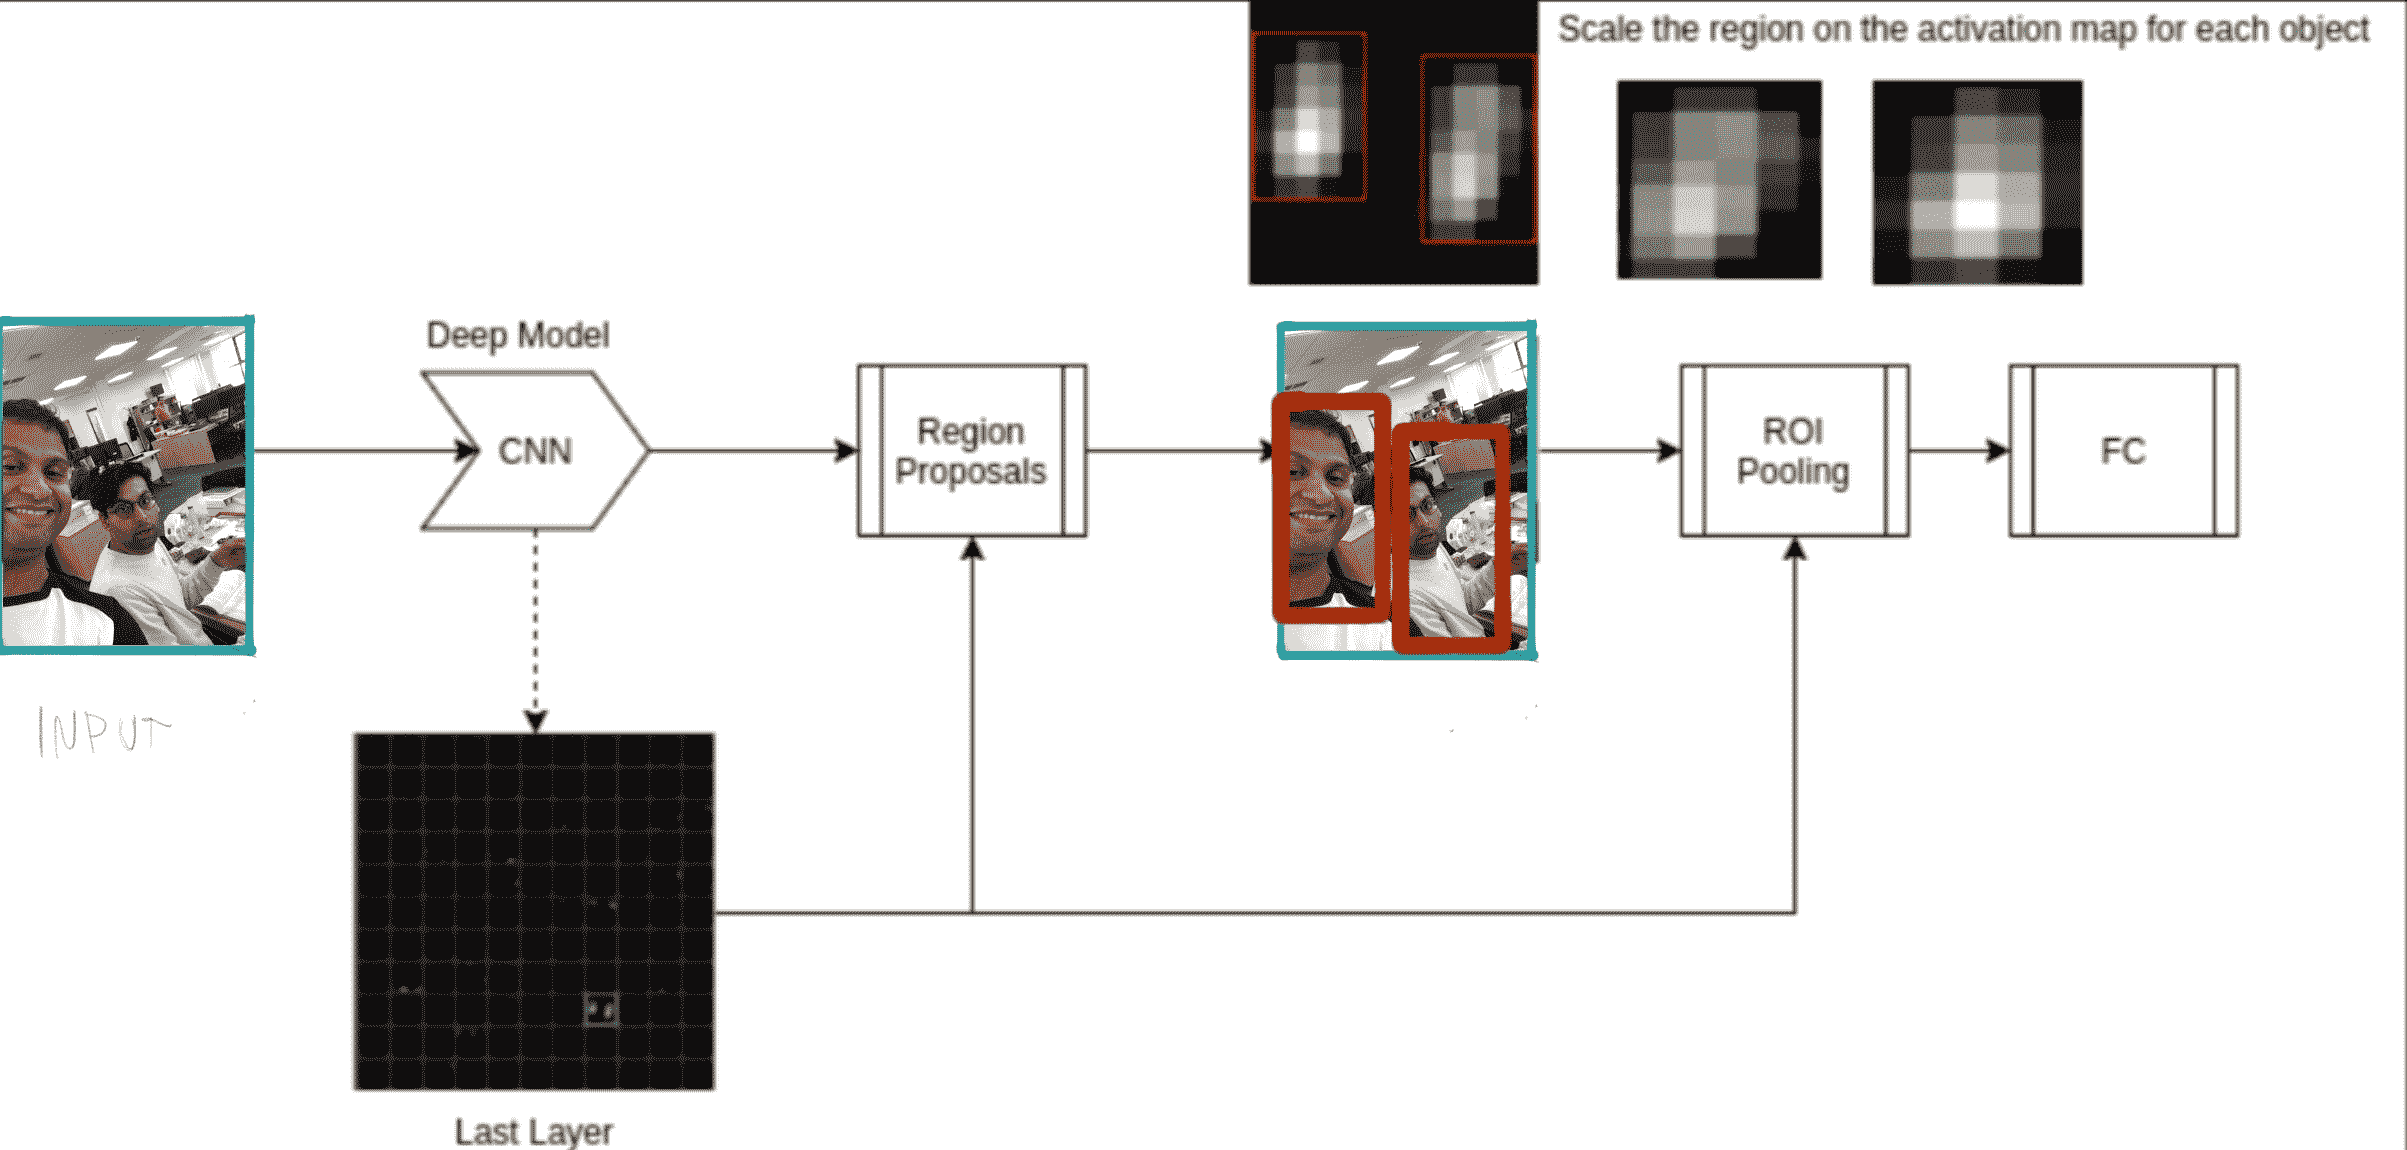 Scale the region on the activation map for each object
Deep Model
CNN
Region
Proposals
ROI
Pooling
FC
INPUT
Last Layer